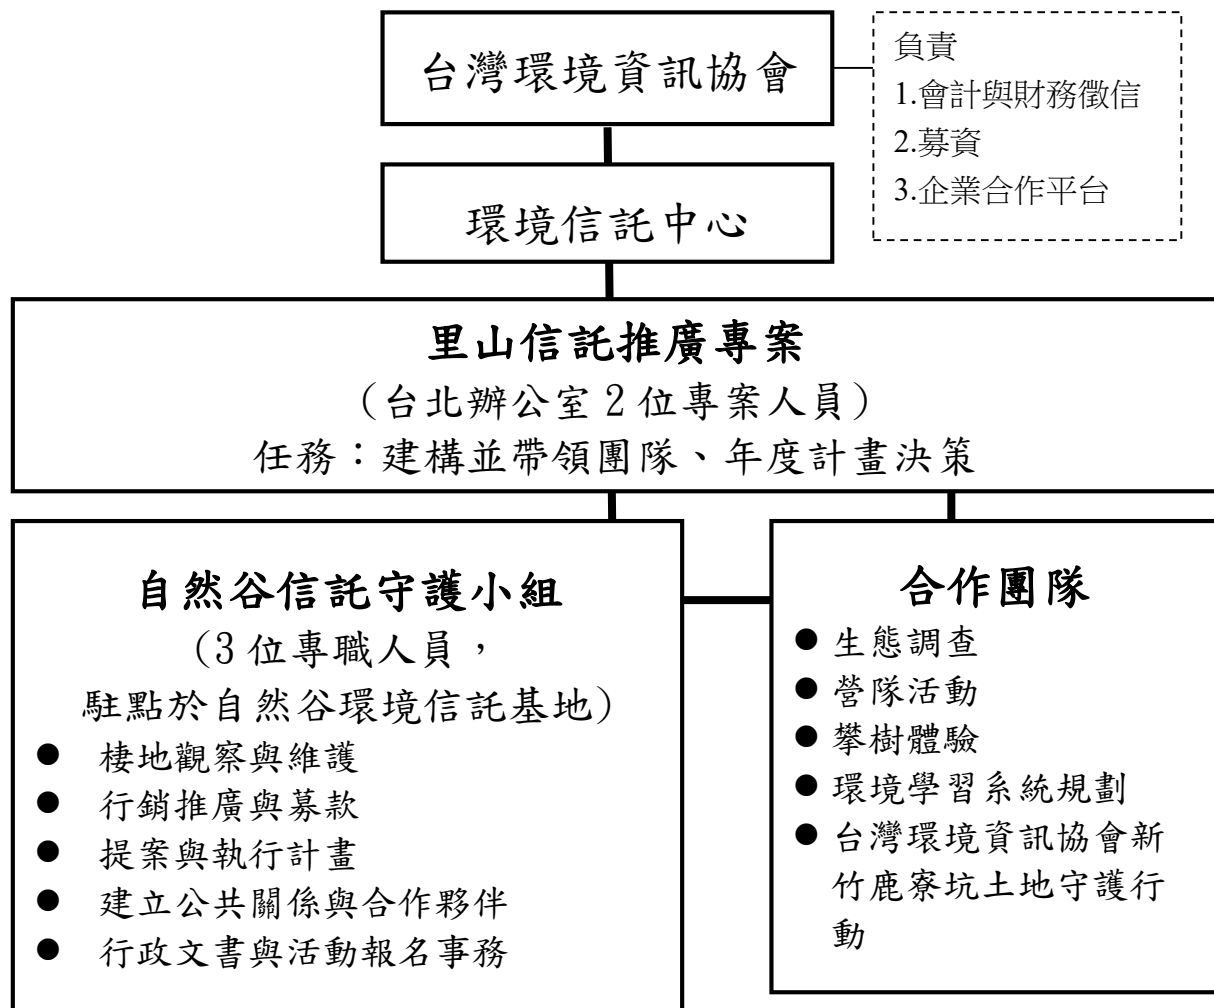 台灣環境資訊協會
負責
1.會計與財務徵信
2.募資
3.企業合作平台
環境信託中心
里山信託推廣專案
（台北辦公室 2 位專案人員）
任務：建構並帶領團隊、年度計畫決策
自然谷信託守護小組
（3 位專職人員，
駐點於自然谷環境信託基地）
● 棲地觀察與維護
● 行銷推廣與募款
● 提案與執行計畫
● 建立公共關係與合作夥伴
● 行政文書與活動報名事務
合作團隊
● 生態調查
● 營隊活動
● 攀樹體驗
● 環境學習系統規劃
● 台灣環境資訊協會新
竹鹿寮坑土地守護行
動